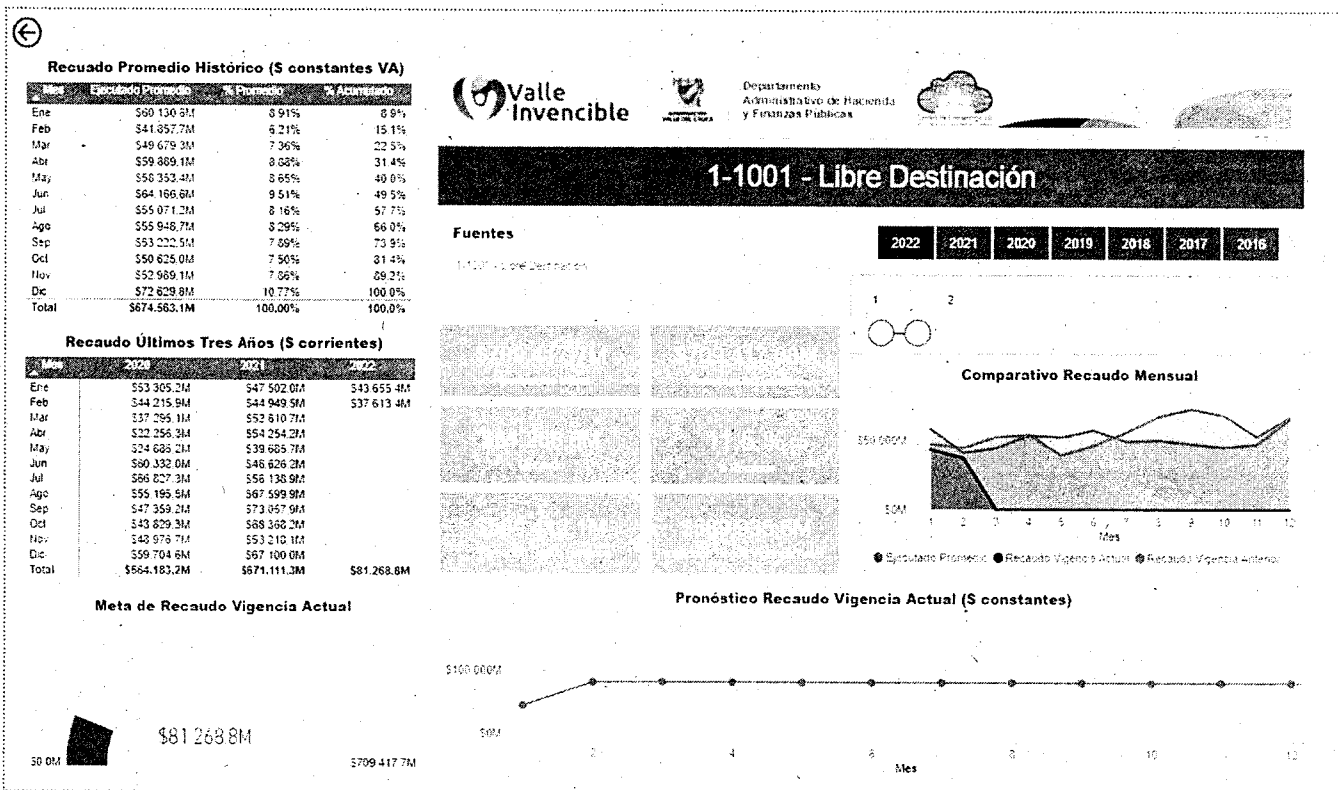 Recuado Promedio Histórico ($ constantes VA)
Mes Ejecutado Promedio % Promedio % Acumulado
Ene $60.130.6M 8.91% 8.9%
Feb $41.857.7M 6.21% 15.1%
Mar $49.679.3M 7.36% 22.5%
Abr $59.889.1M 8.88% 31.4%
May $58.353.4M 8.65% 40.0%
Jun $64.166.6M 9.51% 49.5%
Jul $55.071.2M 8.16% 57.7%
Ago $55.948,7M 8.29% 66.0%
Sep $53.222,5M 7.89% 73.9%
Oct $50.625.0M 7.50% 81.4%
Nov $52.989,1M 7.86% 89.2%
Dic $72.629,8M 10.77% 100.0%
Total $674.563,1M 100,00% 100,0%
Recaudo Últimos Tres Años ($ corrientes)
Mes 2020 2021 2022
Ene $53.305.2M $47.502.0M $43.655.4M
Feb $44.215.9M $44.949.5M $37.613.4M
Mar $37.295.1M $52.610.7M
Abr $22.256.3M $54.254.2M
May $24.886.2M $39.685.7M
Jun $60.332.0M $46.626.2M
Jul $66.827.3M $56.138.9M
Ago $55.195.5M $67.599.9M
Sep $47.359.2M $73.057.9M
Oct $43.829.3M $68.368.2M
Nov $48.976.7M $53.218.1M
Dic $59.704.6M $67.100.0M
Total $564.183,2M $671.111,3M $81.268,8M
Meta de Recaudo Vigencia Actual
$81.268.8M
$0.0M $709.417.7M
Valle
Invencible
Departamento
Administrativo de Hacienda
y Finanzas Públicas
1-1001 - Libre Destinación
Fuentes
1-1001 - Libre Destinación
2022 2021 2020 2019 2018 2017 2016
1 2
Comparativo Recaudo Mensual
$50.000M
$0M
1 2 3 4 5 6 7 8 9 10 11 12
Mes
Ejecutado Promedio Recaudo Vigencia Actual Recaudo Vigencia Anterior
Pronóstico Recaudo Vigencia Actual ($ constantes)
$100.000M
$0M
2 4 6 8 10 12
Mes